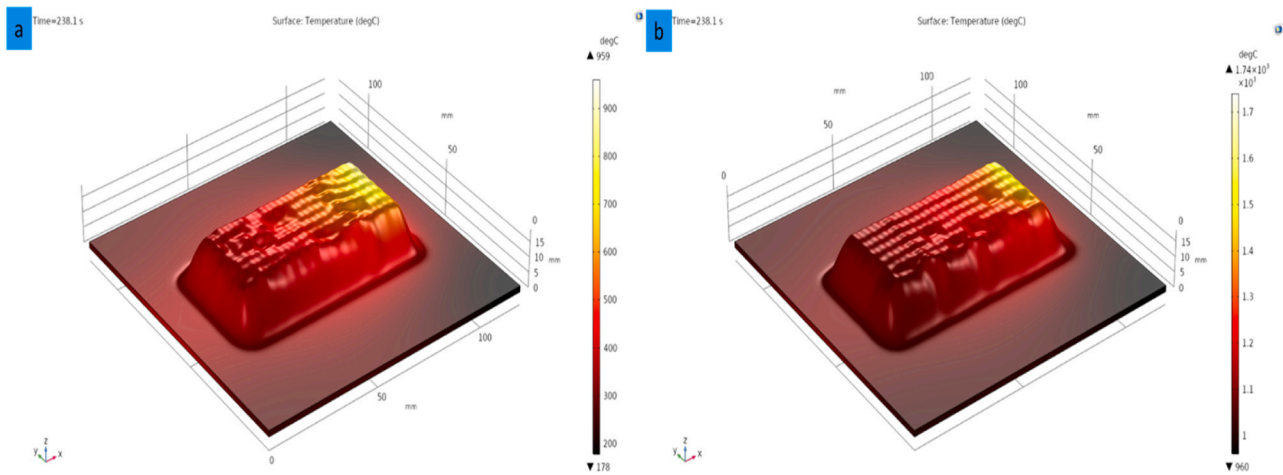 a
Time=238.1 s
Surface: Temperature (degC)
degC
▲ 959
900
800
700
600
500
400
300
200
▼ 178
100
mm
50
0
15
10
5
0
mm
100
50
mm
0
z
y
x
b
Time=238.1 s
Surface: Temperature (degC)
degC
▲ 1.74×10³
×10³
1.7
1.6
1.5
1.4
1.3
1.2
1.1
1
▼ 960
100
mm
50
0
100
mm
50
0
15
10
5
0
mm
z
y
x